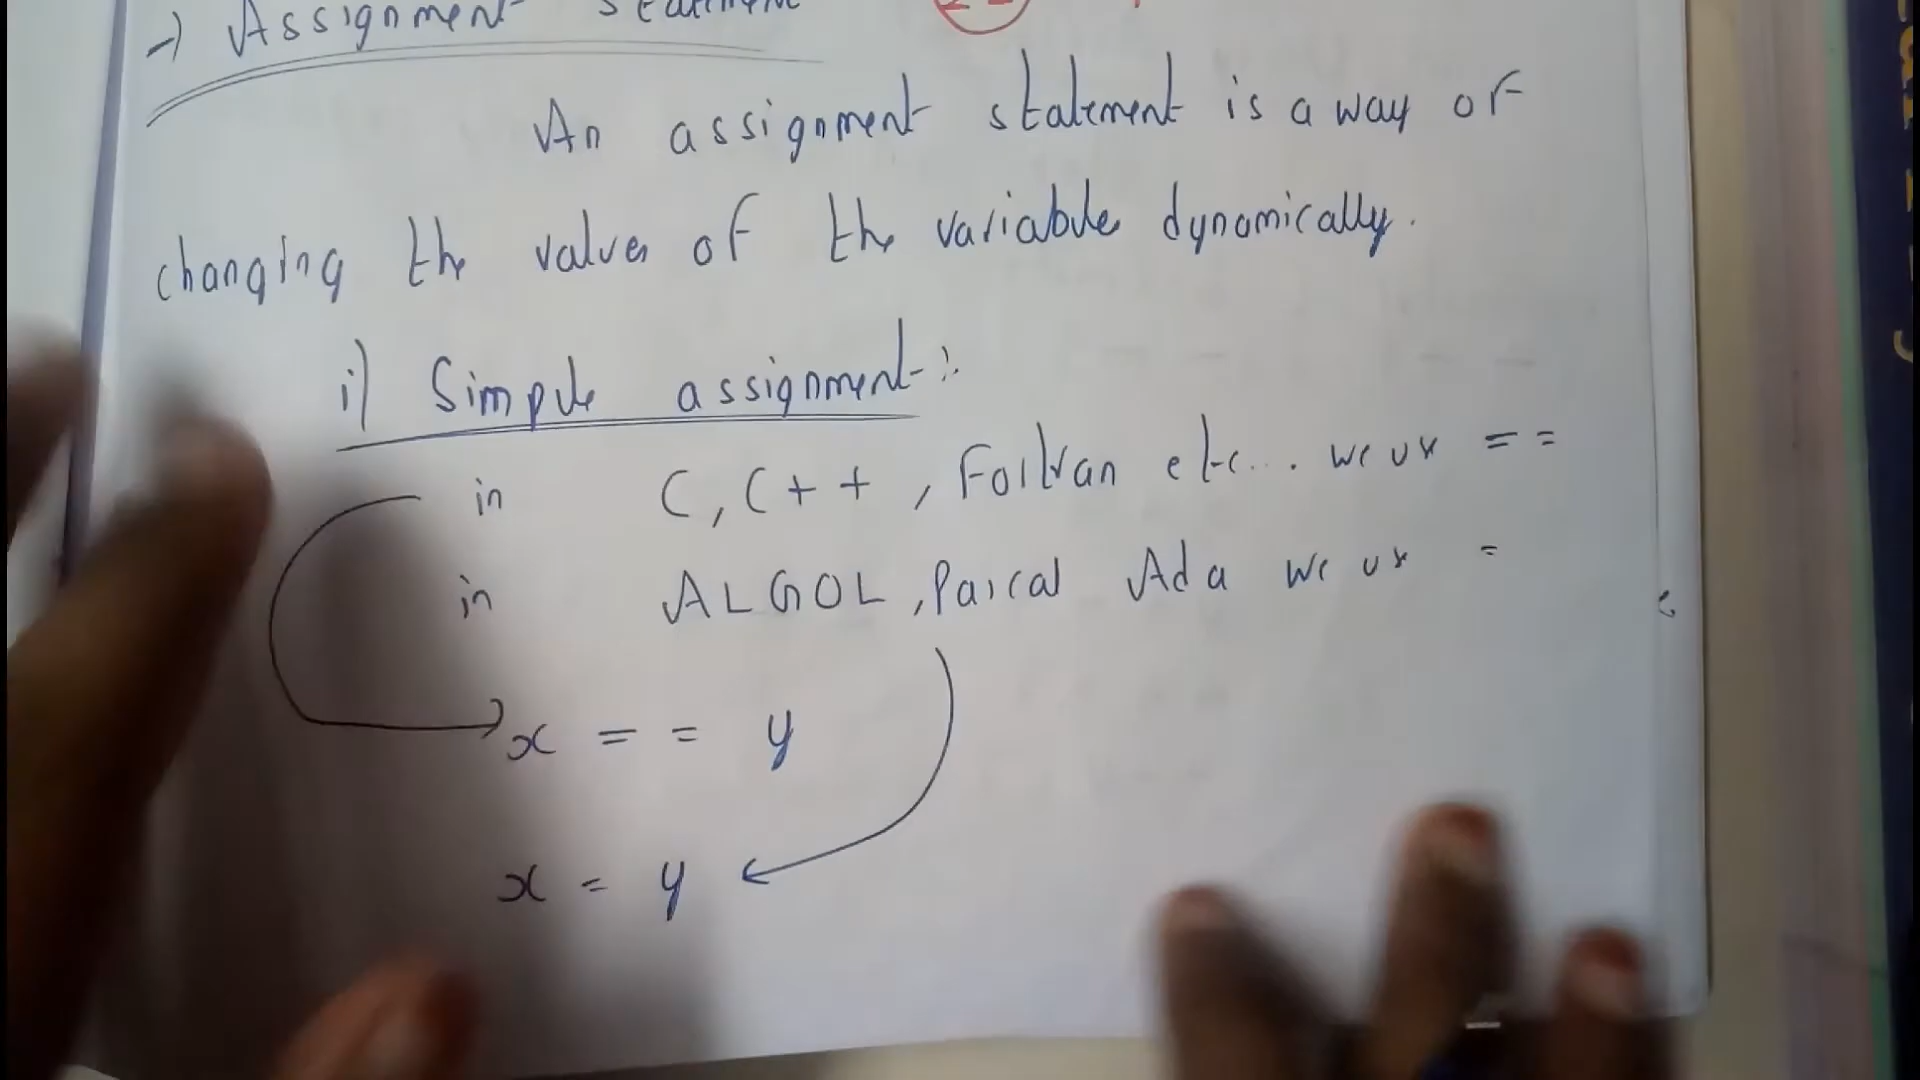 → Assignment statement
An assignment statement is a way of
changing the values of the variable dynamically.
i) Simple assignment :-
in C, C++, Fortran etc... we use ==
in ALGOL, Pascal Ada we use =
x == y
x = y